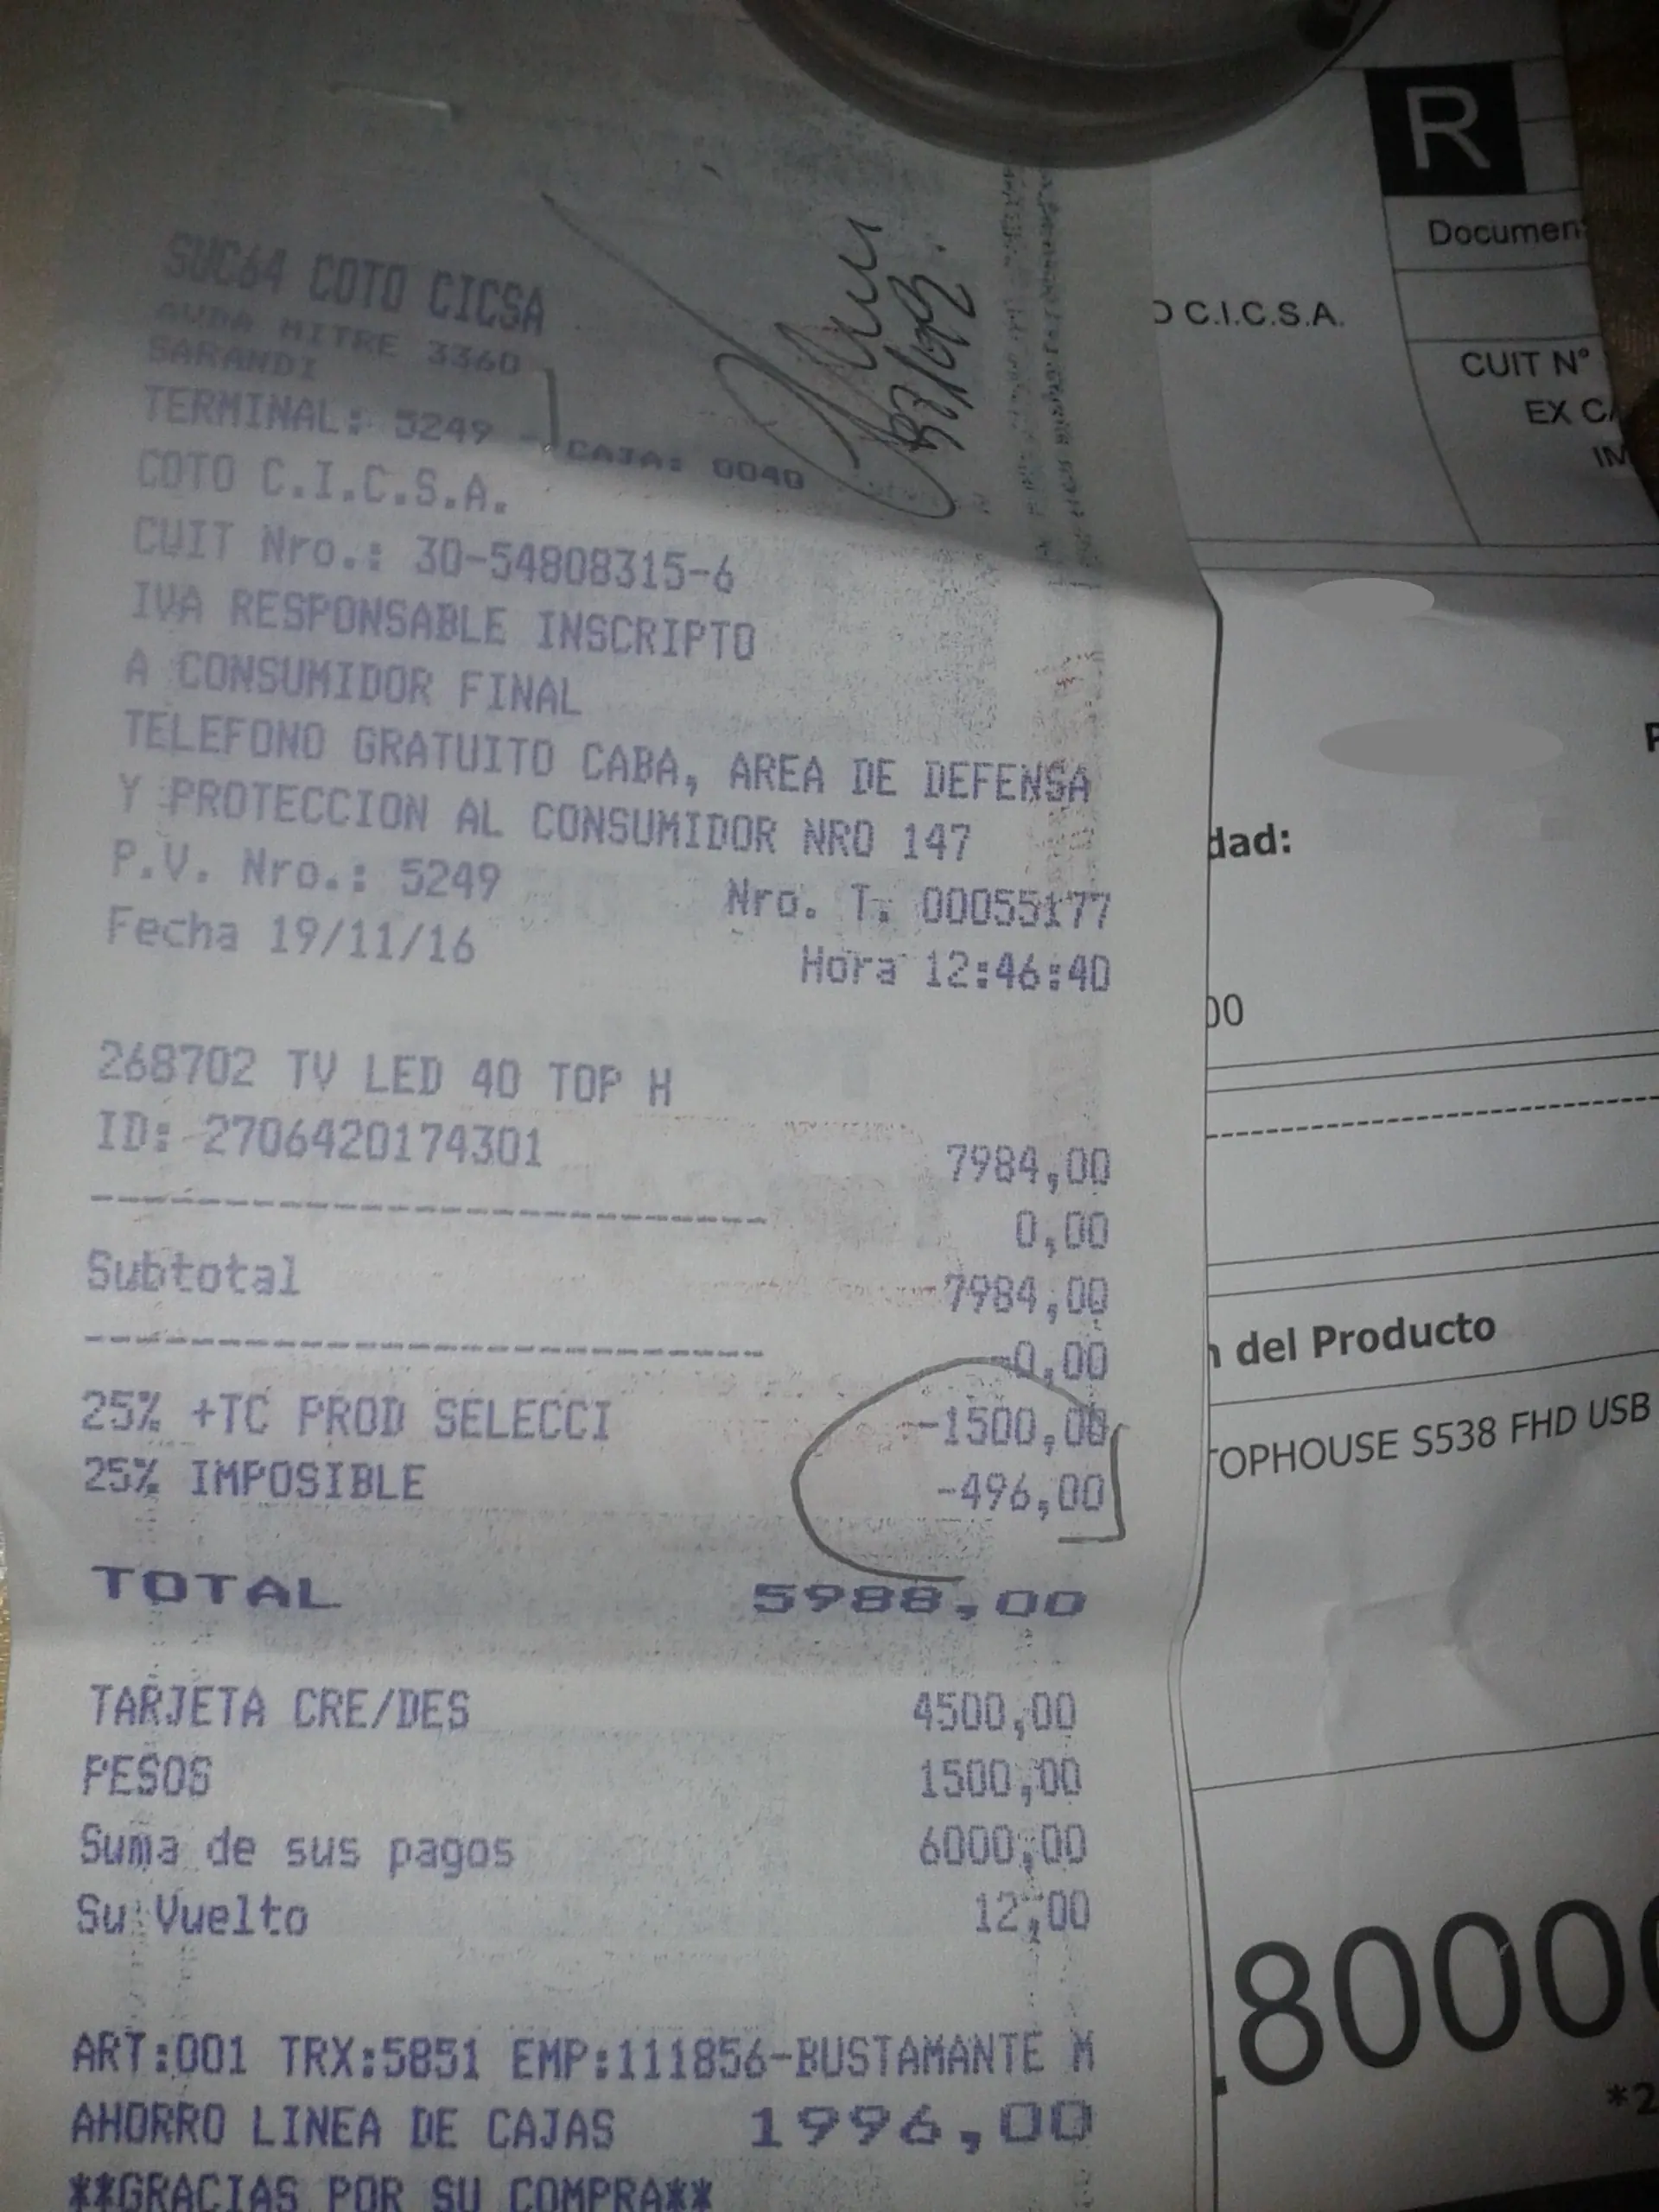 SUC64 COTO CICSA
AVDA MITRE 3360
SARANDI
TERMINAL: 5249 - CAJA: 0040
COTO C.I.C.S.A.
CUIT Nro.: 30-54808315-6
IVA RESPONSABLE INSCRIPTO
A CONSUMIDOR FINAL
TELEFONO GRATUITO CABA, AREA DE DEFENSA
Y PROTECCION AL CONSUMIDOR NRO 147
P.V. Nro.: 5249 Nro. T. 00055177
Fecha 19/11/16 Hora 12:46:40
268702 TV LED 40 TOP H
ID: 2706420174301 7984,00
0,00
Subtotal 7984,00
-0,00
25% +TC PROD SELECCI -1500,00
25% IMPOSIBLE -496,00
TOTAL 5988,00
TARJETA CRE/DES 4500,00
PESOS 1500,00
Suma de sus pagos 6000,00
Su Vuelto 12,00
ART:001 TRX:5851 EMP:111856-BUSTAMANTE M
AHORRO LINEA DE CAJAS 1996,00
**GRACIAS POR SU COMPRA**
R
Documen
O C.I.C.S.A.
CUIT N°
EX CA
IM
P
dad:
00
n del Producto
TOPHOUSE S538 FHD USB
.80000
*2